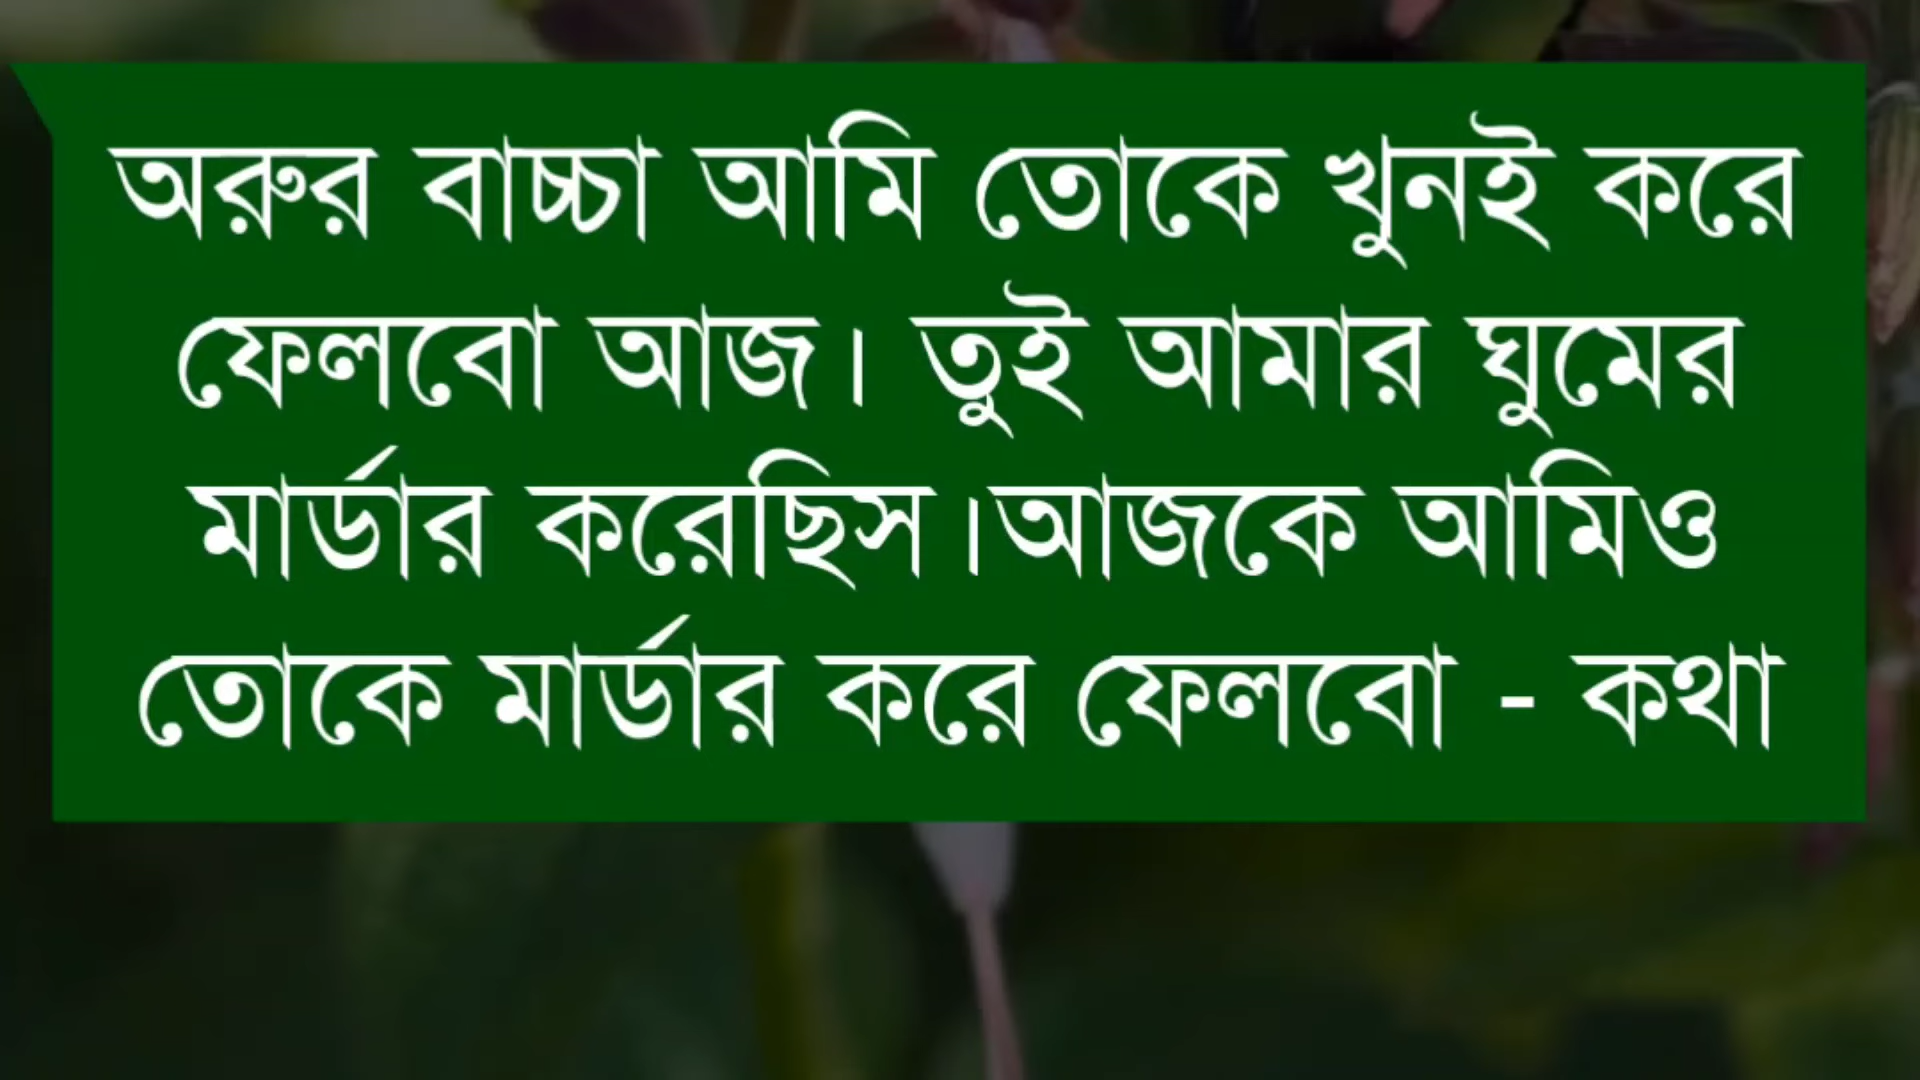 অরুর বাচ্চা আমি তোকে খুনই করে
ফেলবো আজ। তুই আমার ঘুমের
মার্ডার করেছিস।আজকে আমিও
তোকে মার্ডার করে ফেলবো - কথা